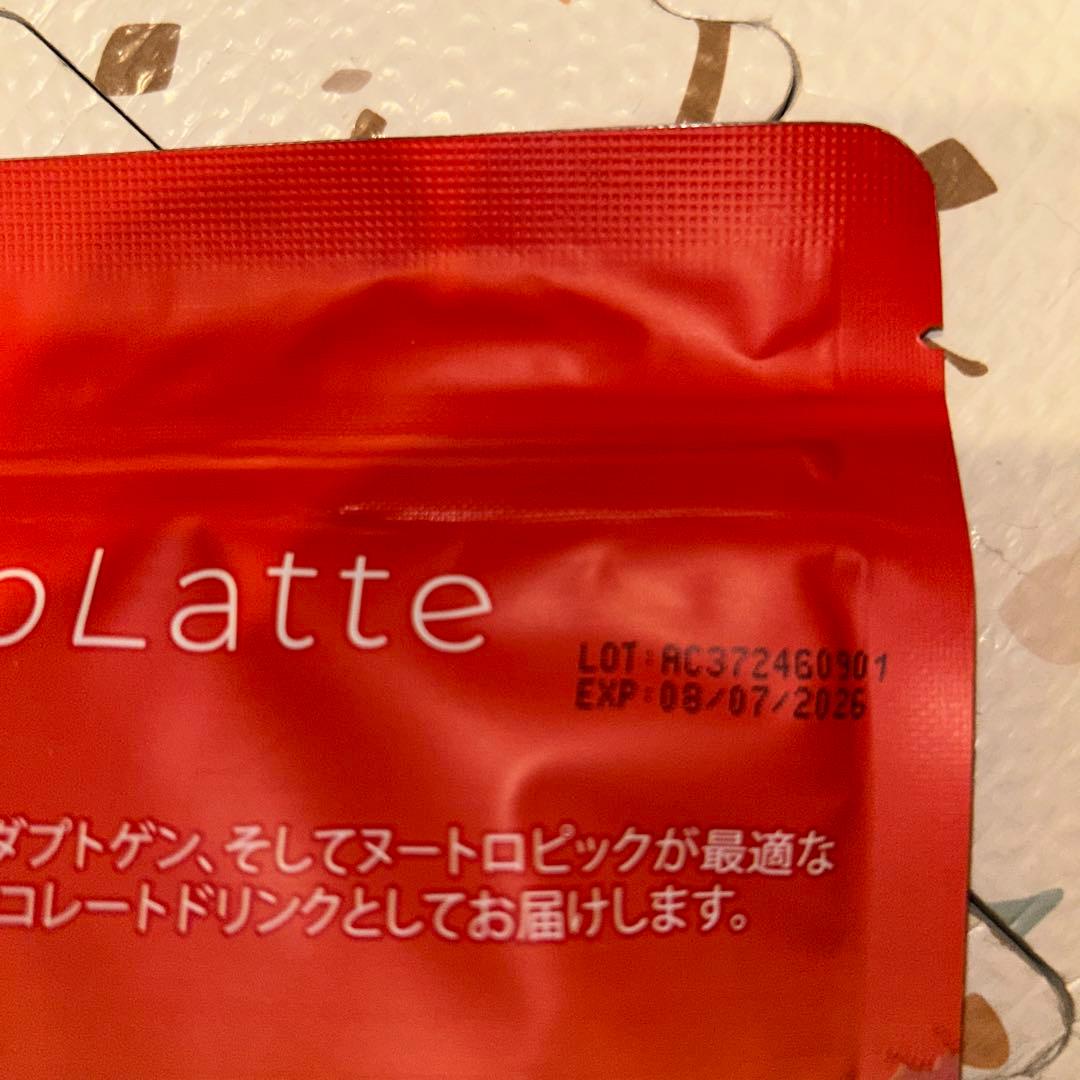 oLatte
LOT:AC372460901
EXP:08/07/2026
ダプトゲン、そしてヌートロピックが最適な
コレートドリンクとしてお届けします。